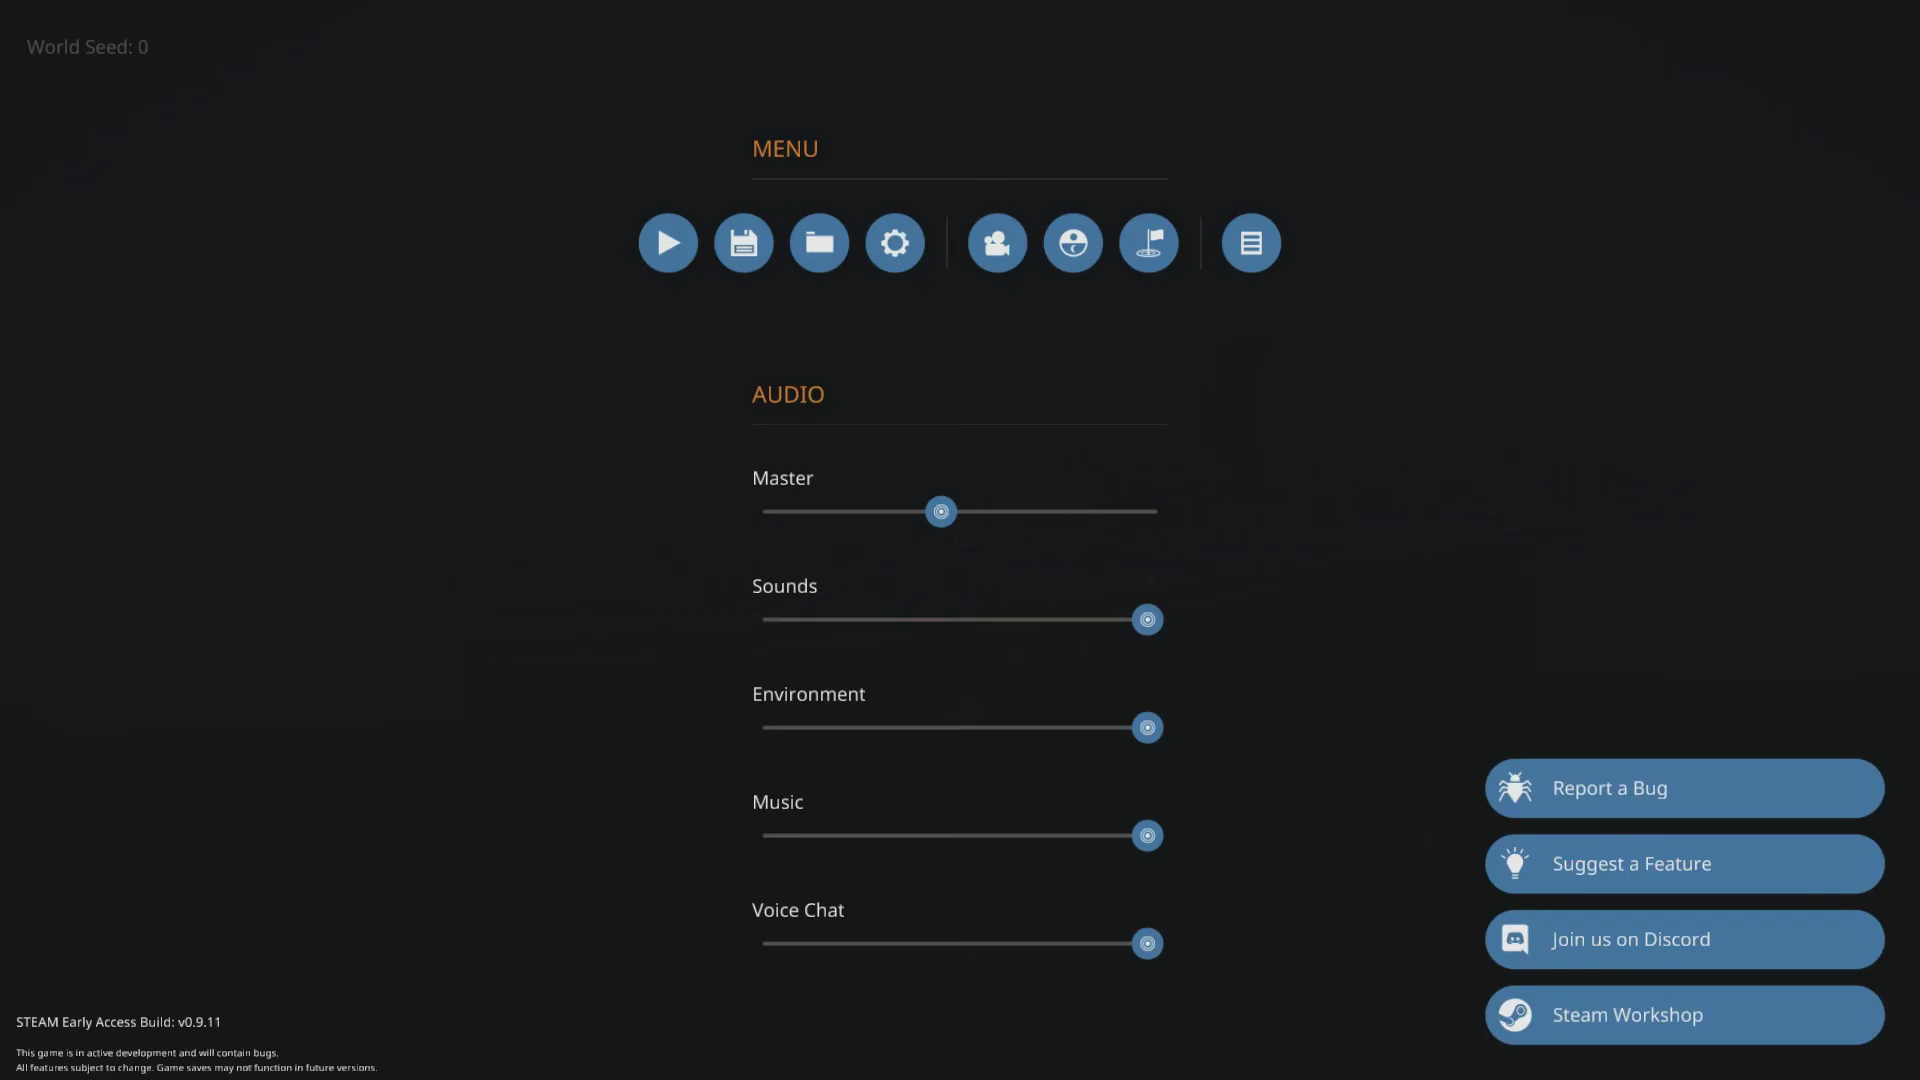 World Seed: 0
MENU
AUDIO
Master
Sounds
Environment
Music
Voice Chat
Report a Bug
Suggest a Feature
Join us on Discord
Steam Workshop
STEAM Early Access Build: v0.9.11
This game is in active development and will contain bugs.
All features subject to change. Game saves may not function in future versions.